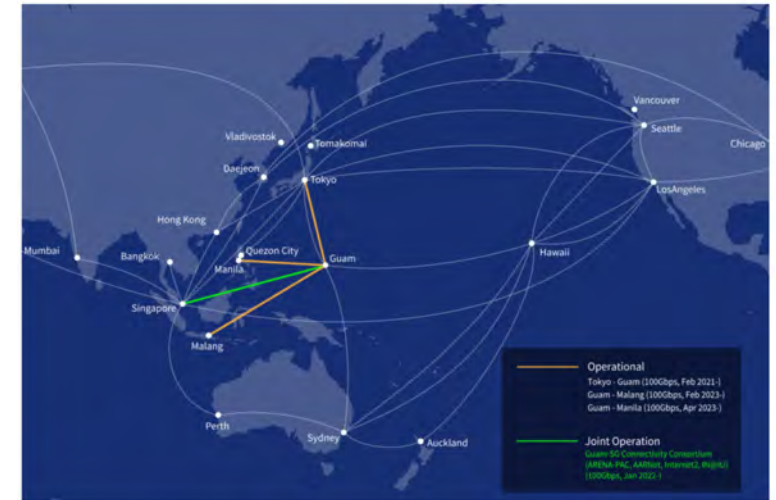 Vancouver
Seattle
Chicago
Vladivostok
Tomakomai
Daejeon
Tokyo
LosAngeles
Hong Kong
Mumbai
Bangkok
Quezon City
Manila
Guam
Hawaii
Singapore
Malang
Perth
Sydney
Auckland
Operational
Tokyo - Guam (100Gbps, Feb 2021-)
Guam - Malang (100Gbps, Feb 2023-)
Guam - Manila (100Gbps, Apr 2023-)
Joint Operation
Guam-SG Connectivity Consortium
(ARENA-PAC, AARNet, Internet2, IN@IU)
(100Gbps, Jan 2022-)